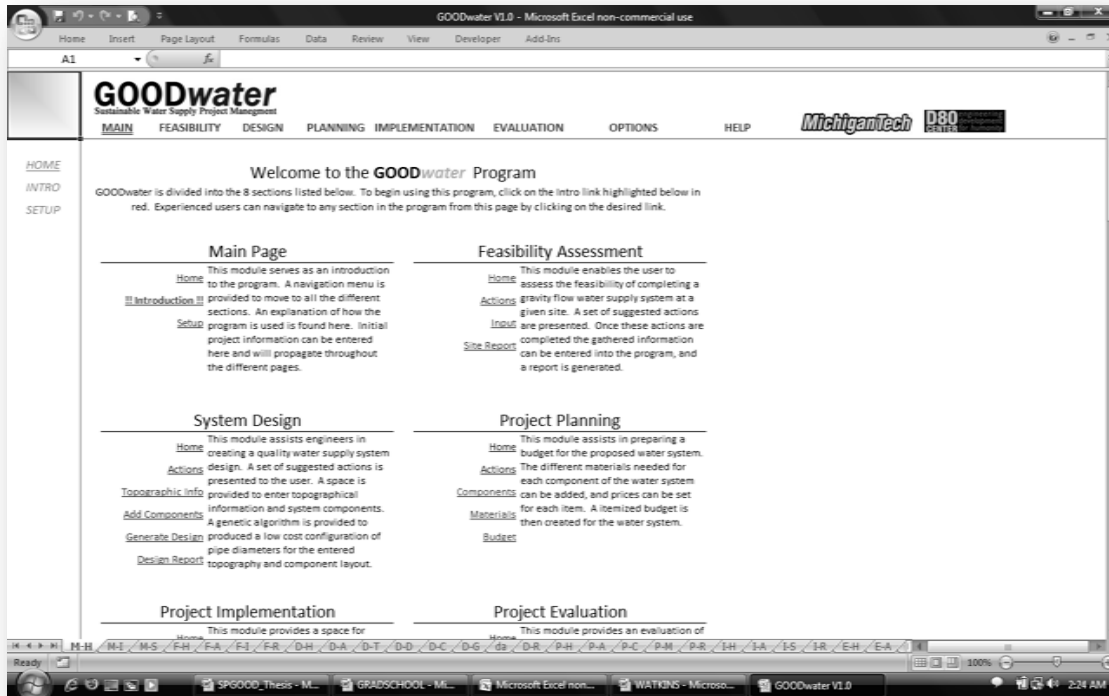 GOODwater V1.0 - Microsoft Excel non-commercial use
Home Insert Page Layout Formulas Data Review View Developer Add-Ins
A1 fx
GOODwater
Sustainable Water Supply Project Managment
MAIN FEASIBILITY DESIGN PLANNING IMPLEMENTATION EVALUATION OPTIONS HELP MichiganTech D80 CENTER
HOME
INTRO
SETUP
Welcome to the GOODwater Program
GOODwater is divided into the 8 sections listed below. To begin using this program, click on the Intro link highlighted below in
red. Experienced users can navigate to any section in the program from this page by clicking on the desired link.
Main Page
Home
!! Introduction !!
Setup
This module serves as an introduction
to the program. A navigation menu is
provided to move to all the different
sections. An explanation of how the
program is used is found here. Initial
project information can be entered
here and will propagate throughout
the different pages.
Feasibility Assessment
Home
Actions
Input
Site Report
This module enables the user to
assess the feasibility of completing a
gravity flow water supply system at a
given site. A set of suggested actions
are presented. Once these actions are
completed the gathered information
can be entered into the program, and
a report is generated.
System Design
Home
Actions
Topographic Info
Add Components
Generate Design
Design Report
This module assists engineers in
creating a quality water supply system
design. A set of suggested actions is
presented to the user. A space is
provided to enter topographical
information and system components.
A genetic algorithm is provided to
produced a low cost configuration of
pipe diameters for the entered
topography and component layout.
Project Planning
Home
Actions
Components
Materials
Budget
This module assists in preparing a
budget for the proposed water system.
The different materials needed for
each component of the water system
can be added, and prices can be set
for each item. A itemized budget is
then created for the water system.
Project Implementation
Home
This module provides a space for
Project Evaluation
Home
This module provides an evaluation of
M-H M-I M-S F-H F-A F-I F-R D-H D-A D-T D-D D-C D-G da D-R P-H P-A P-C P-M P-R I-H I-A I-S I-R E-H E-A
Ready 100%
SPGOOD_Thesis - M... GRADSCHOOL - Mi... Microsoft Excel non... WATKINS - Microso... GOODwater V1.0 2:24 AM